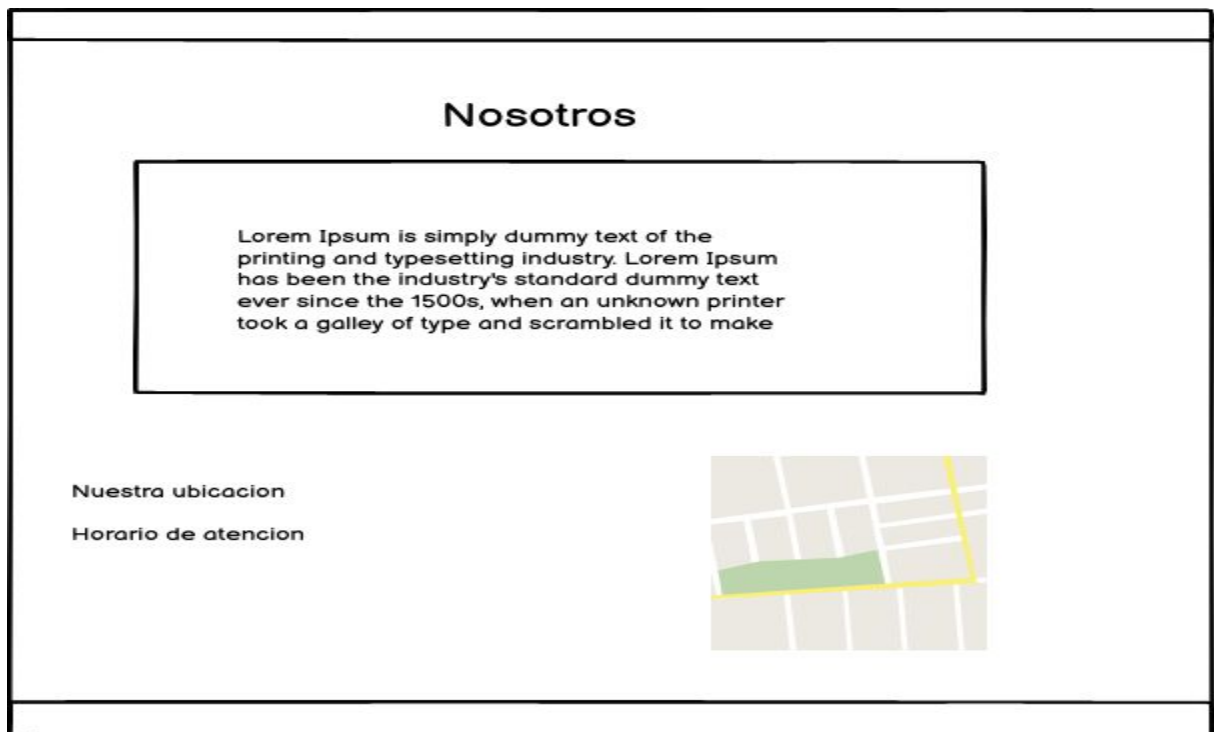 Nosotros
Lorem Ipsum is simply dummy text of the
printing and typesetting industry. Lorem Ipsum
has been the industry's standard dummy text
ever since the 1500s, when an unknown printer
took a galley of type and scrambled it to make
Nuestra ubicacion
Horario de atencion